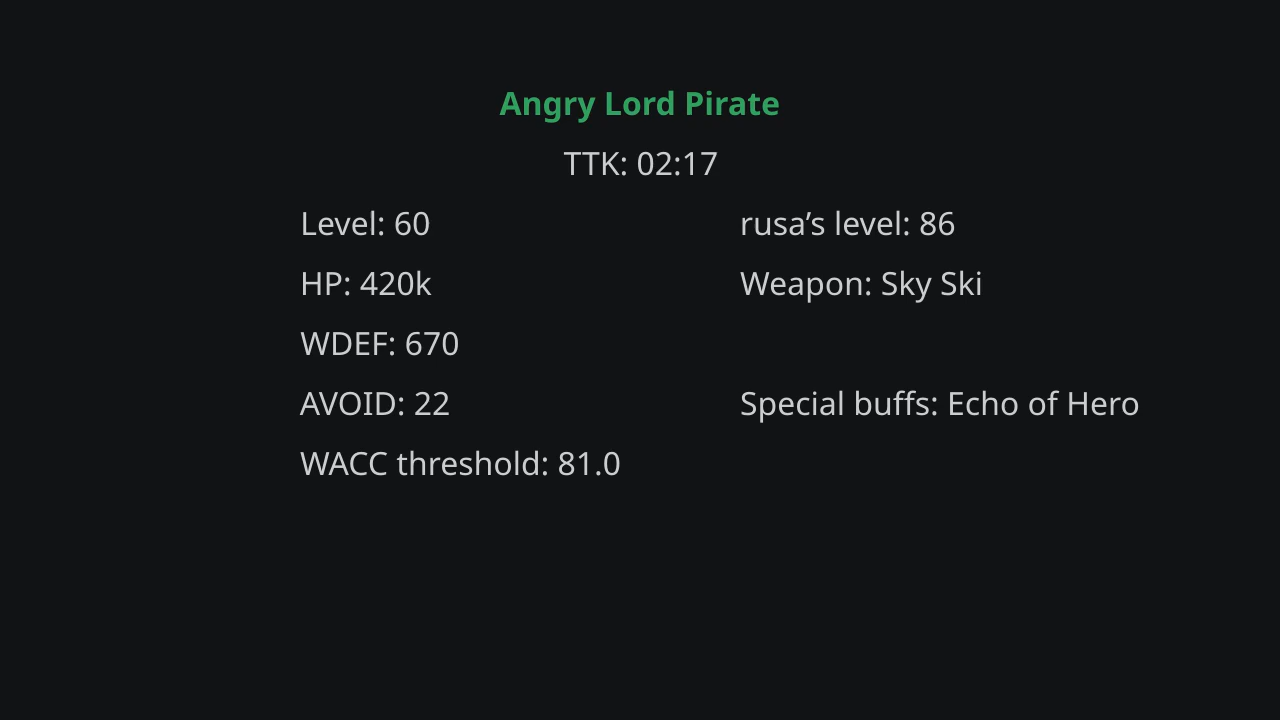 Angry Lord Pirate
TTK: 02:17
Level: 60
rusa’s level: 86
HP: 420k
Weapon: Sky Ski
WDEF: 670
AVOID: 22
Special buffs: Echo of Hero
WACC threshold: 81.0